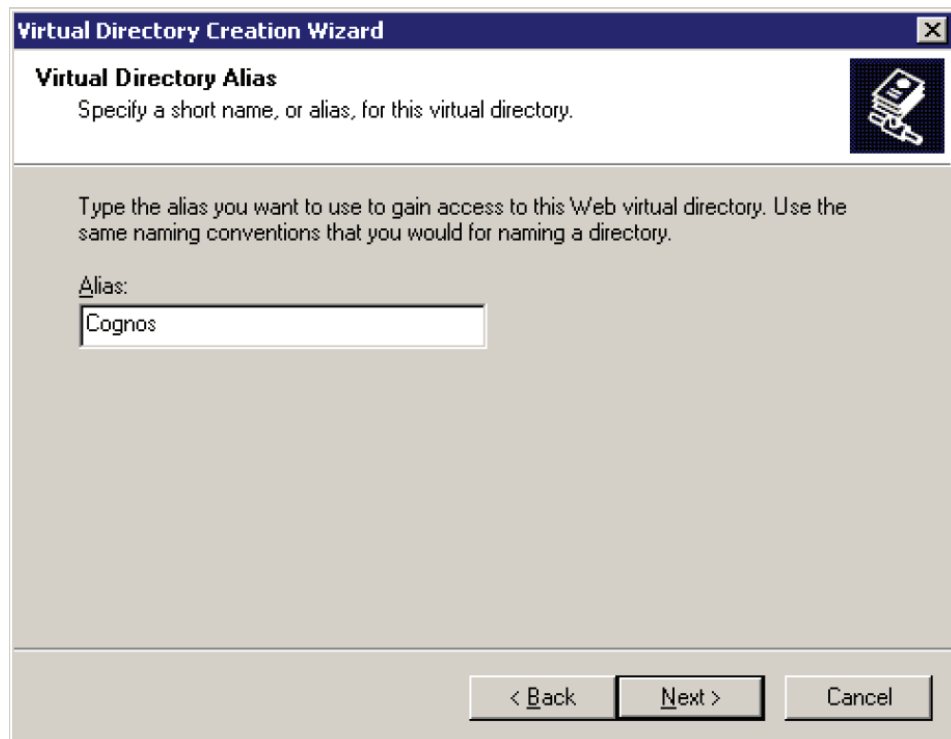 Virtual Directory Creation Wizard
Virtual Directory Alias
Specify a short name, or alias, for this virtual directory.
Type the alias you want to use to gain access to this Web virtual directory. Use the
same naming conventions that you would for naming a directory.
Alias:
Cognos
< Back Next > Cancel